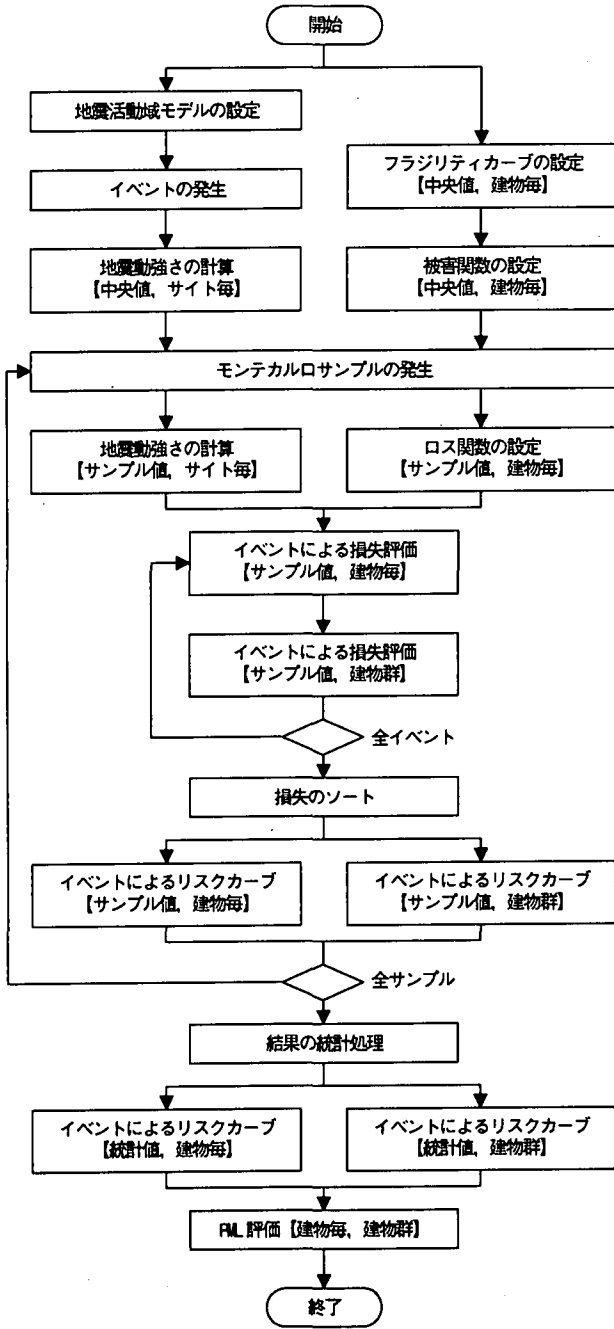 開始
地震活動域モデルの設定
イベントの発生
フラジリティカーブの設定
【中央値, 建物毎】
地震動強さの計算
【中央値, サイト毎】
被害関数の設定
【中央値, 建物毎】
モンテカルロサンプルの発生
地震動強さの計算
【サンプル値, サイト毎】
ロス関数の設定
【サンプル値, 建物毎】
イベントによる損失評価
【サンプル値, 建物毎】
イベントによる損失評価
【サンプル値, 建物群】
全イベント
損失のソート
イベントによるリスクカーブ
【サンプル値, 建物毎】
イベントによるリスクカーブ
【サンプル値, 建物群】
全サンプル
結果の統計処理
イベントによるリスクカーブ
【統計値, 建物毎】
イベントによるリスクカーブ
【統計値, 建物群】
PML評価【建物毎, 建物群】
終了